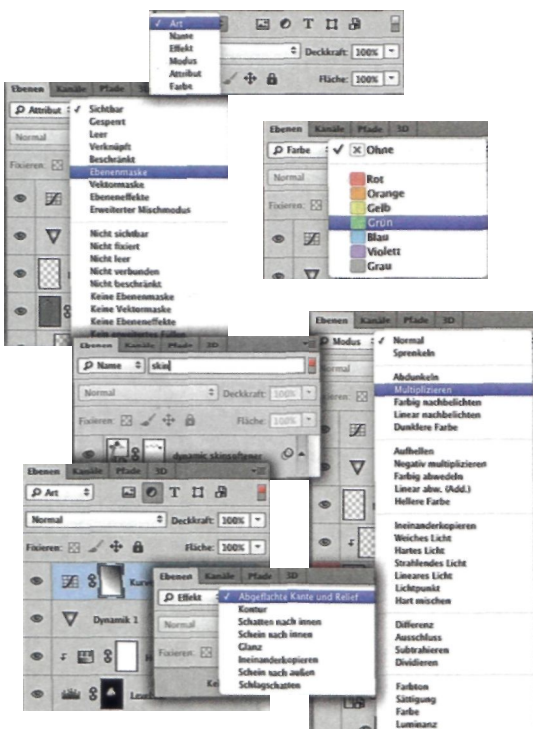 ✓ Art
Name
Effekt
Modus
Attribut
Farbe
T
Deckkraft: 100%
Fläche: 100%
Ebenen Kanäle Pfade
Attribut
✓ Sichtbar
Gesperrt
Leer
Verknüpft
Beschränkt
Ebenenmaske
Vektormaske
Ebeneneffekte
Erweiterter Mischmodus
Nicht sichtbar
Nicht fixiert
Nicht leer
Nicht verbunden
Nicht beschränkt
Keine Ebenenmaske
Keine Vektormaske
Keine Ebeneneffekte
Normal
Fixieren:
Ebenen Kanäle Pfade 3D
Farbe ✓ Ohne
Normal
Fixieren:
Rot
Orange
Gelb
Grün
Blau
Violett
Grau
Ebenen Kanäle Pfade 3D
Name skin
Normal Deckkraft: 100%
Fixieren: Fläche: 100%
dynamic skinsoftener
Ebenen Kanäle Pfade 3D
Modus
✓ Normal
Sprenkeln
Abdunkeln
Multiplizieren
Farbig nachbelichten
Linear nachbelichten
Dunklere Farbe
Aufhellen
Negativ multiplizieren
Farbig abwedeln
Linear abw. (Add.)
Hellere Farbe
Ineinanderkopieren
Weiches Licht
Hartes Licht
Strahlendes Licht
Lineares Licht
Lichtpunkt
Hart mischen
Differenz
Ausschluss
Subtrahieren
Dividieren
Farbton
Sättigung
Farbe
Luminanz
Ebenen Kanäle Pfade 3D
Art T
Normal Deckkraft: 100%
Fixieren: Fläche: 100%
Dynamik 1
Ebenen Kanäle Pfade 3D
Effekt
✓ Abgeflachte Kante und Relief
Kontur
Schatten nach innen
Schein nach innen
Glanz
Ineinanderkopieren
Schein nach außen
Schlagschatten
Normal
Fixieren: